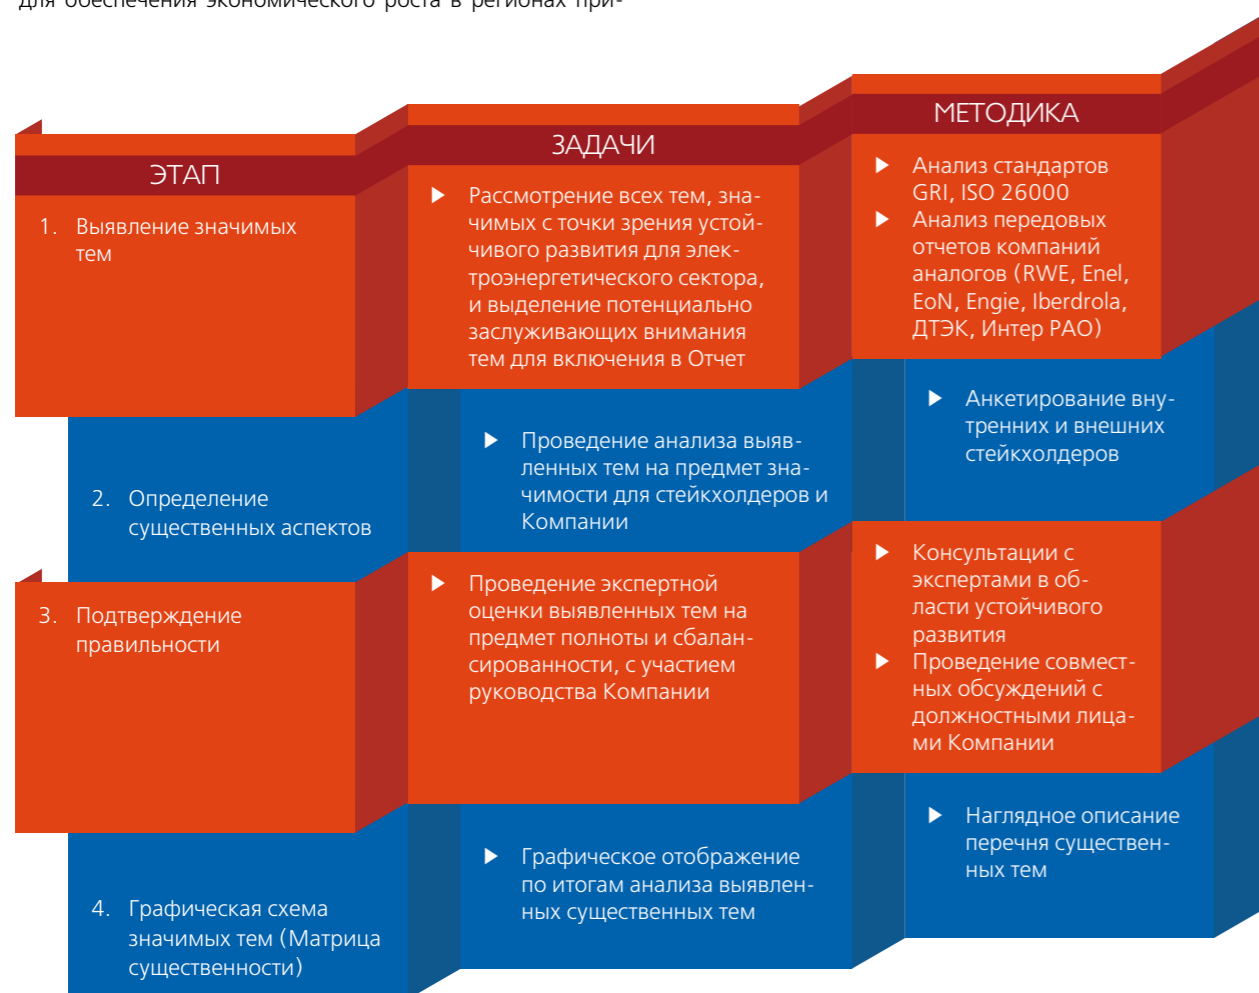 для обеспечения экономического роста в регионах при-
ЭТАП
ЗАДАЧИ
МЕТОДИКА
1. Выявление значимых
тем
▶ Рассмотрение всех тем, зна-
чимых с точки зрения устой-
чивого развития для элек-
троэнергетического сектора,
и выделение потенциально
заслуживающих внимания
тем для включения в Отчет
▶ Анализ стандартов
GRI, ISO 26000
▶ Анализ передовых
отчетов компаний
аналогов (RWE, Enel,
EoN, Engie, Iberdrola,
ДТЭК, Интер РАО)
2. Определение
существенных аспектов
▶ Проведение анализа выяв-
ленных тем на предмет зна-
чимости для стейкхолдеров и
Компании
▶ Анкетирование вну-
тренних и внешних
стейкхолдеров
3. Подтверждение
правильности
▶ Проведение экспертной
оценки выявленных тем на
предмет полноты и сбалан-
сированности, с участием
руководства Компании
▶ Консультации с
экспертами в об-
ласти устойчивого
развития
▶ Проведение совмест-
ных обсуждений с
должностными лица-
ми Компании
4. Графическая схема
значимых тем (Матрица
существенности)
▶ Графическое отображение
по итогам анализа выявлен-
ных существенных тем
▶ Наглядное описание
перечня существен-
ных тем